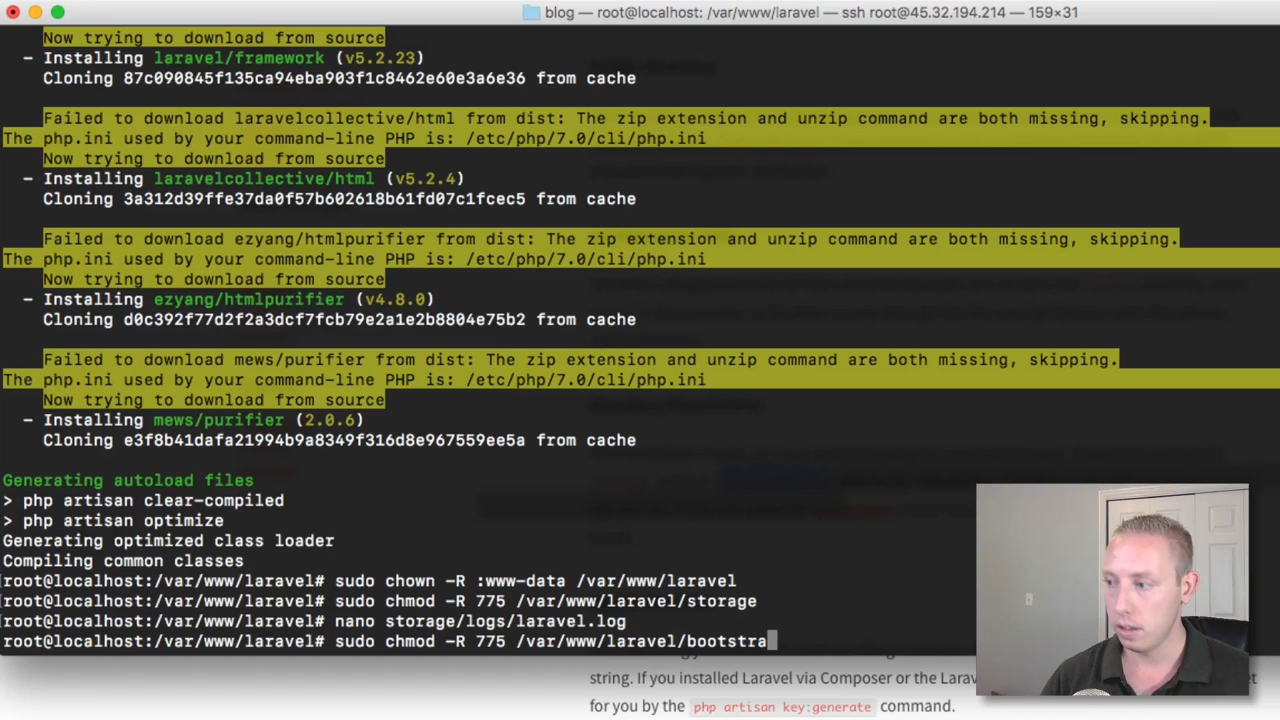 blog — root@localhost: /var/www/laravel — ssh root@45.32.194.214 — 159×31
Now trying to download from source
– Installing laravel/framework (v5.2.23)
Cloning 87c090845f135ca94eba903f1c8462e60e3a6e36 from cache
Failed to download laravelcollective/html from dist: The zip extension and unzip command are both missing, skipping.
The php.ini used by your command-line PHP is: /etc/php/7.0/cli/php.ini
Now trying to download from source
– Installing laravelcollective/html (v5.2.4)
Cloning 3a312d39ffe37da0f57b602618b61fd07c1fcec5 from cache
Failed to download ezyang/htmlpurifier from dist: The zip extension and unzip command are both missing, skipping.
The php.ini used by your command-line PHP is: /etc/php/7.0/cli/php.ini
Now trying to download from source
– Installing ezyang/htmlpurifier (v4.8.0)
Cloning d0c392f77d2f2a3dcf7fcb79e2a1e2b8804e75b2 from cache
Failed to download mews/purifier from dist: The zip extension and unzip command are both missing, skipping.
The php.ini used by your command-line PHP is: /etc/php/7.0/cli/php.ini
Now trying to download from source
– Installing mews/purifier (2.0.6)
Cloning e3f8b41dafa21994b9a8349f316d8e967559ee5a from cache
Generating autoload files
> php artisan clear-compiled
> php artisan optimize
Generating optimized class loader
Compiling common classes
[root@localhost:/var/www/laravel# sudo chown -R :www-data /var/www/laravel
[root@localhost:/var/www/laravel# sudo chmod -R 775 /var/www/laravel/storage
[root@localhost:/var/www/laravel# nano storage/logs/laravel.log
root@localhost:/var/www/laravel# sudo chmod -R 775 /var/www/laravel/bootstra
string. If you installed Laravel via Composer or the Lara
for you by the php artisan key:generate command.